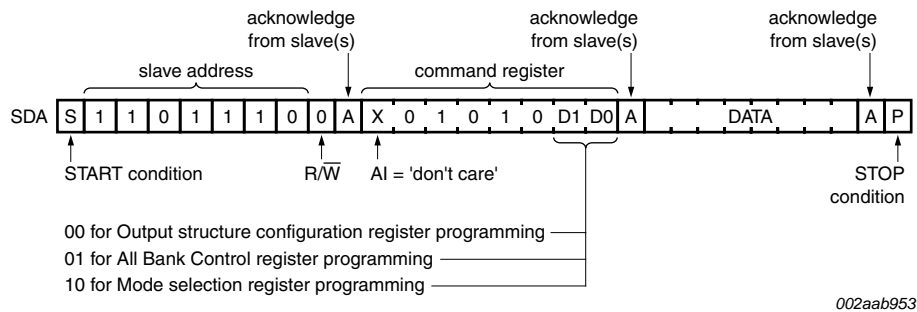 acknowledge
from slave(s)
acknowledge
from slave(s)
acknowledge
from slave(s)
slave address
command register
SDA S 1 1 0 1 1 1 0 0 A X 0 1 0 1 0 D1 D0 A DATA A P
START condition
R/W
AI = 'don't care'
STOP
condition
00 for Output structure configuration register programming
01 for All Bank Control register programming
10 for Mode selection register programming
002aab953